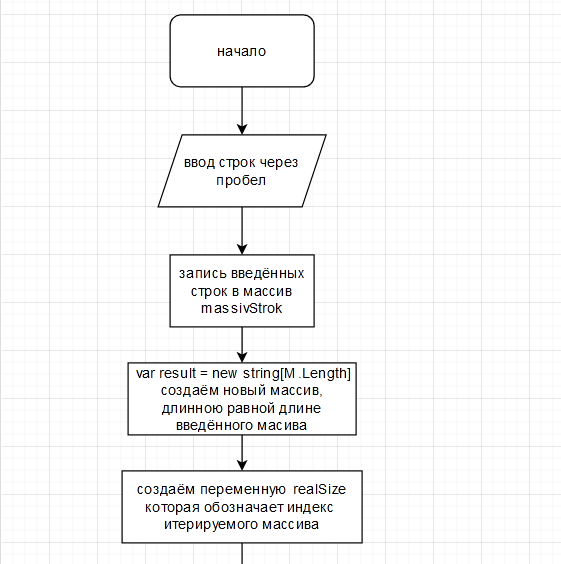 начало
ввод строк через
пробел
запись введённых
строк в массив
massivStrok
var result = new string[M .Length]
создаём новый массив,
длинною равной длине
введённого масива
создаём переменную realSize
которая обозначает индекс
итерируемого массива